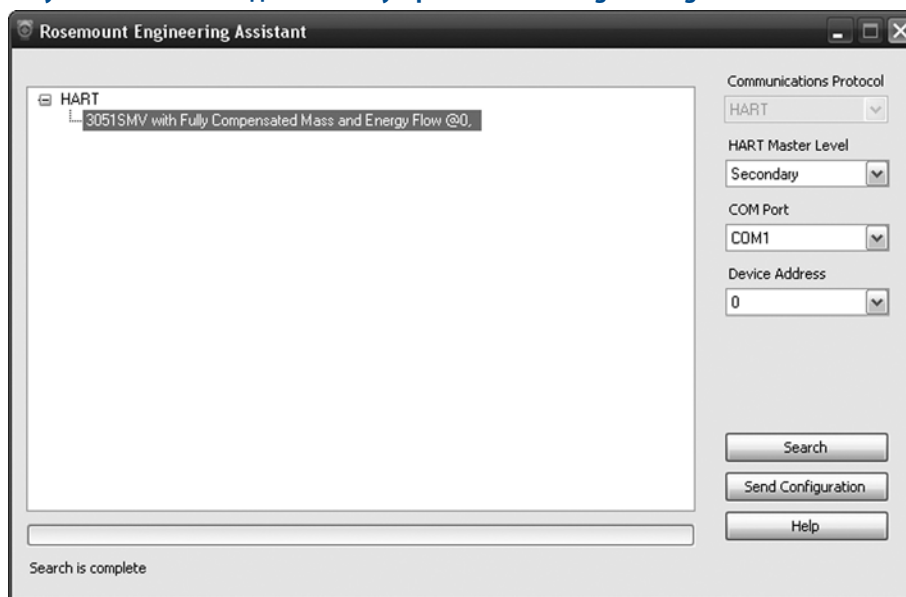 Rosemount Engineering Assistant
HART
3051SMV with Fully Compensated Mass and Energy Flow @0,
Communications Protocol
HART
HART Master Level
Secondary
COM Port
COM1
Device Address
0
Search
Send Configuration
Help
Search is complete